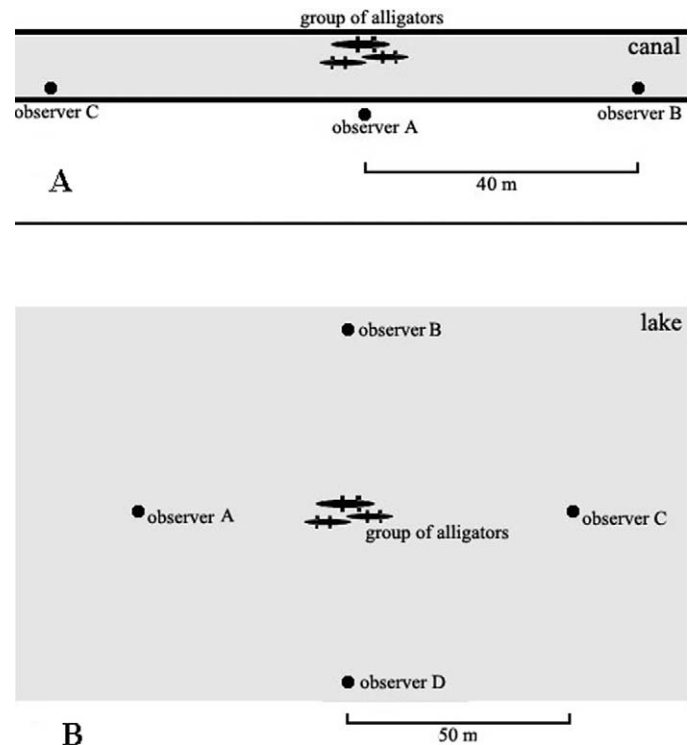 group of alligators
canal
observer C
observer A
observer B
A
40 m
lake
observer B
observer A
observer C
group of alligators
observer D
B
50 m